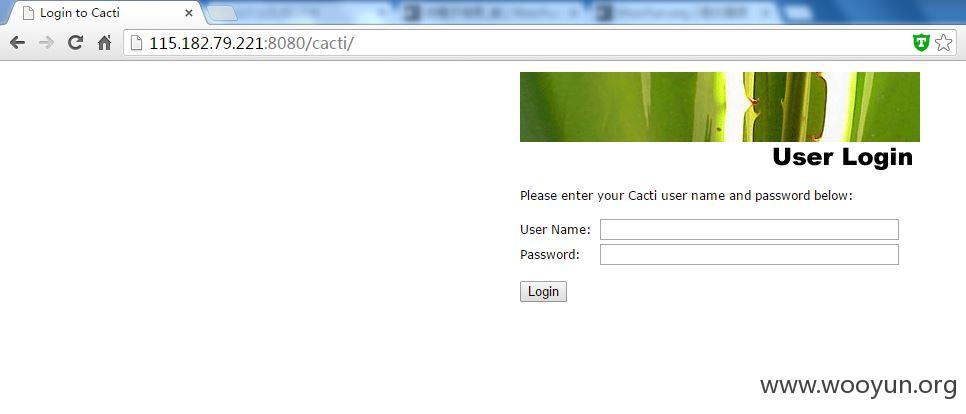 Login to Cacti
115.182.79.221:8080/cacti/
User Login
Please enter your Cacti user name and password below:
User Name:
Password:
Login
www.wooyun.org